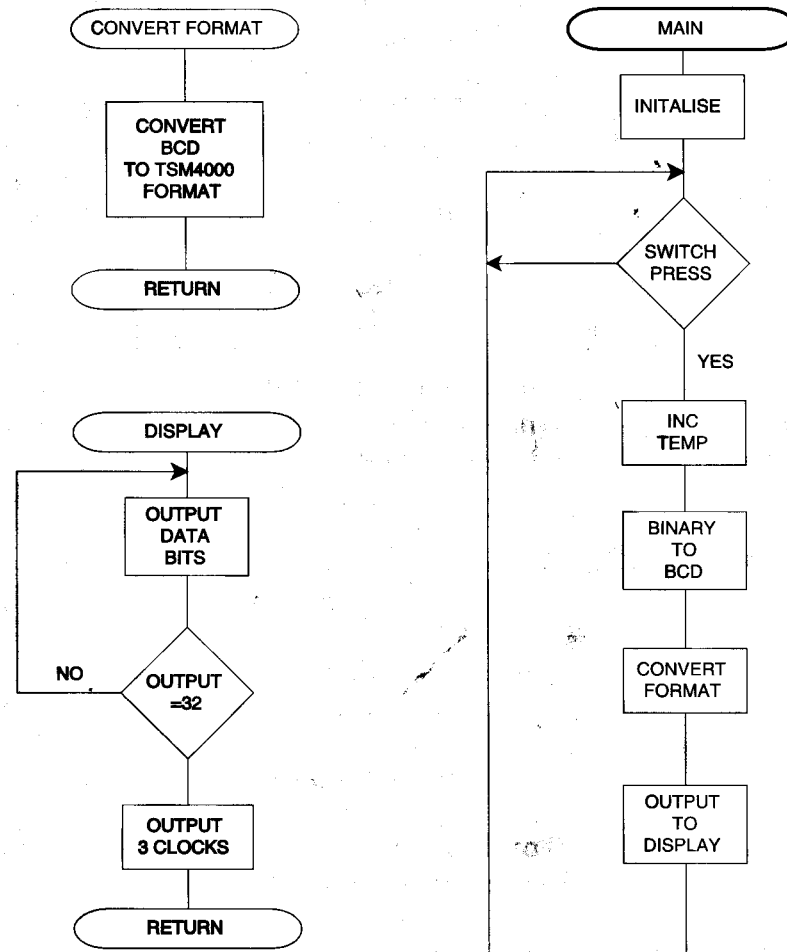 CONVERT FORMAT
CONVERT
BCD
TO TSM4000
FORMAT
RETURN
DISPLAY
OUTPUT
DATA
BITS
NO
OUTPUT
=32
OUTPUT
3 CLOCKS
RETURN
MAIN
INITALISE
SWITCH
PRESS
YES
INC
TEMP
BINARY
TO
BCD
CONVERT
FORMAT
OUTPUT
TO
DISPLAY